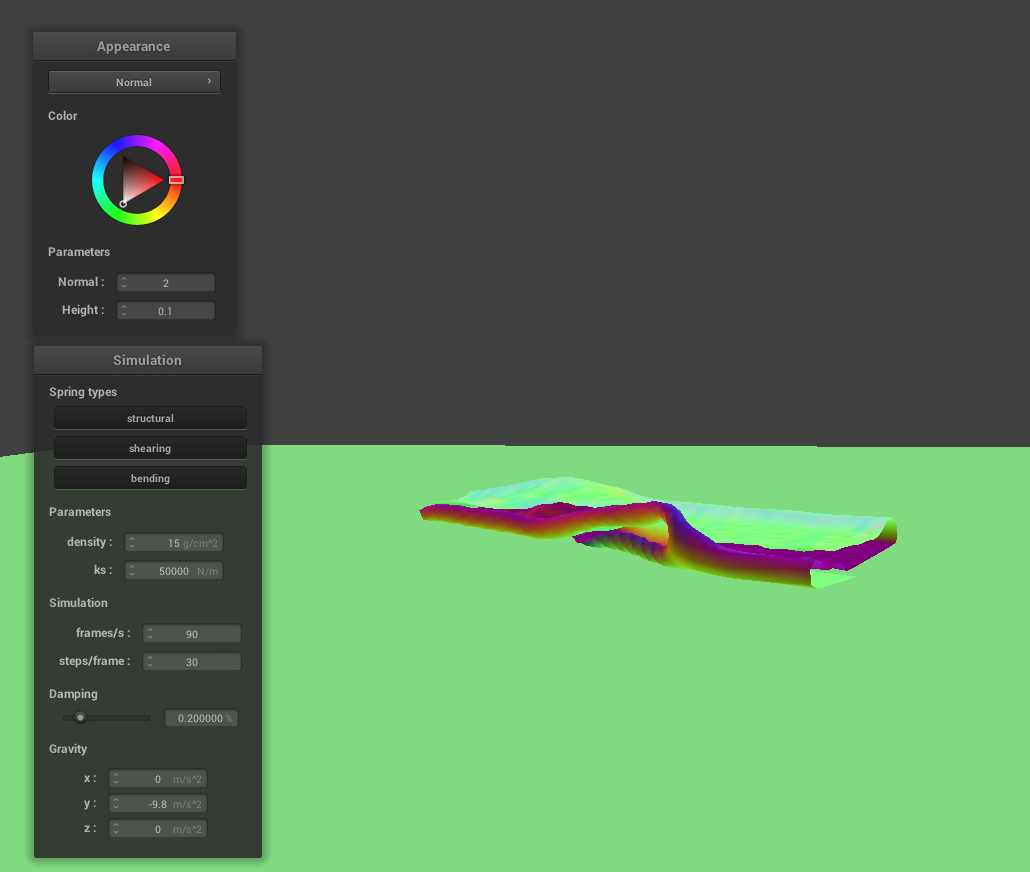 Appearance
Normal
Color
Parameters
Normal : 2
Height : 0.1
Simulation
Spring types
structural
shearing
bending
Parameters
density : 15 g/cm^2
ks : 50000 N/m
Simulation
frames/s : 90
steps/frame : 30
Damping
0.200000 %
Gravity
x : 0 m/s^2
y : -9.8 m/s^2
z : 0 m/s^2